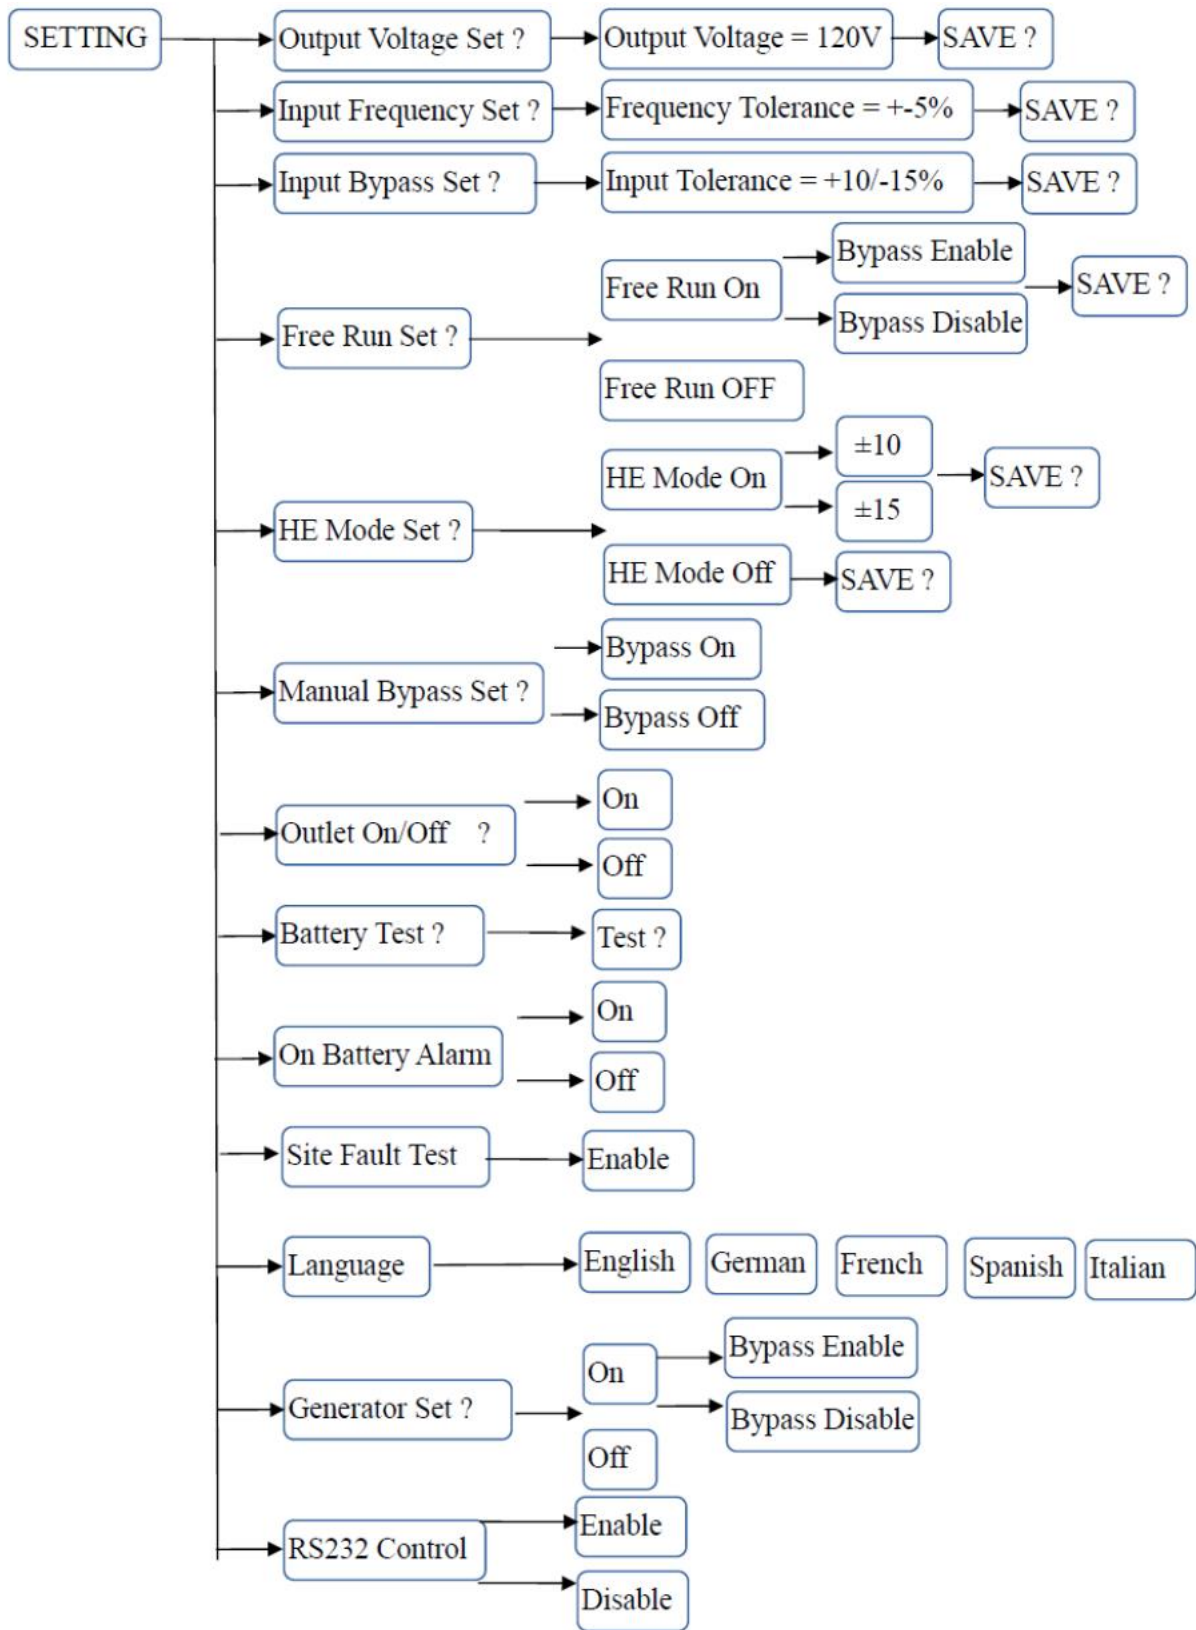 SETTING
Output Voltage Set ?
Output Voltage = 120V
SAVE ?
Input Frequency Set ?
Frequency Tolerance = +-5%
SAVE ?
Input Bypass Set ?
Input Tolerance = +10/-15%
SAVE ?
Free Run Set ?
Free Run On
Bypass Enable
Bypass Disable
SAVE ?
Free Run OFF
HE Mode Set ?
HE Mode On
±10
±15
SAVE ?
HE Mode Off
SAVE ?
Manual Bypass Set ?
Bypass On
Bypass Off
Outlet On/Off ?
On
Off
Battery Test ?
Test ?
On Battery Alarm
On
Off
Site Fault Test
Enable
Language
English
German
French
Spanish
Italian
Generator Set ?
On
Bypass Enable
Bypass Disable
Off
RS232 Control
Enable
Disable